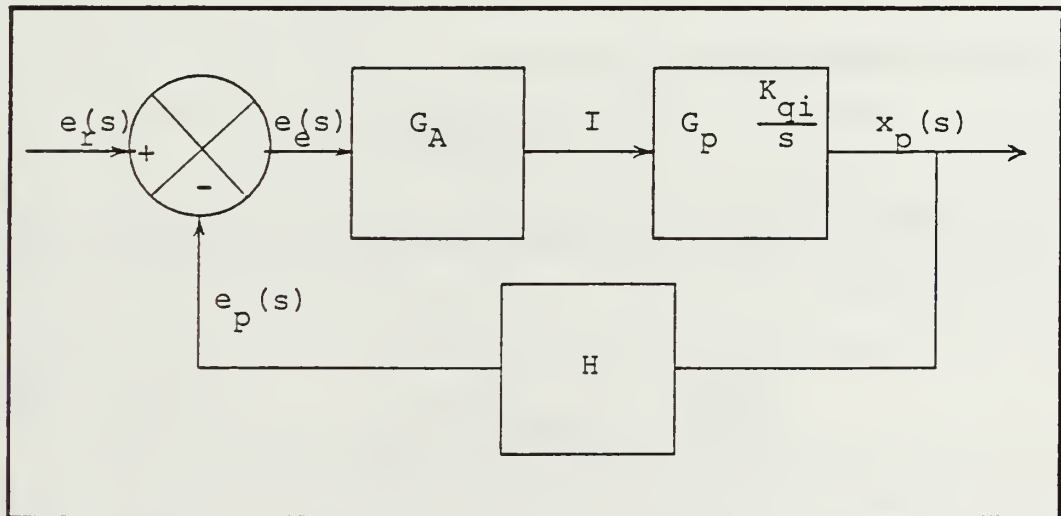 e_r(s)
+
-
e_e(s)
G_A
I
G_p K_qi/s
x_p(s)
e_p(s)
H